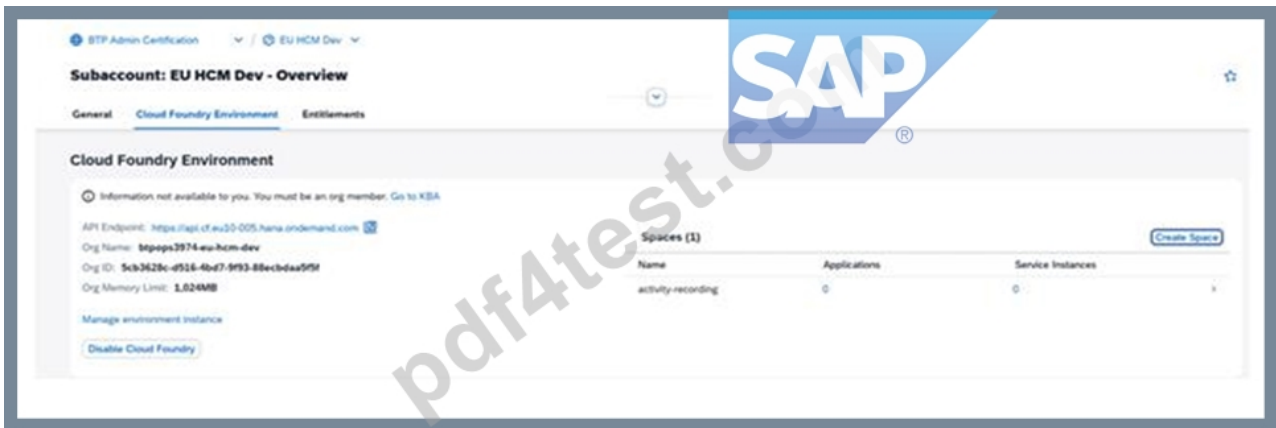 BTP Admin Certification / EU HCM Dev
SAP
®
Subaccount: EU HCM Dev - Overview
General Cloud Foundry Environment Entitlements
Cloud Foundry Environment
Information not available to you. You must be an org member. Go to KBA
API Endpoint: https://api.cf.eu10-005.hana.ondemand.com
Org Name: btpops3974-eu-hcm-dev
Org ID: 5cb3628c-d516-4bd7-9f93-88ecbdaa5f5f
Org Memory Limit: 1,024MB
Manage environment instance
Disable Cloud Foundry
Spaces (1) Create Space
Name Applications Service Instances
activity-recording 0 0
pdf4test.com